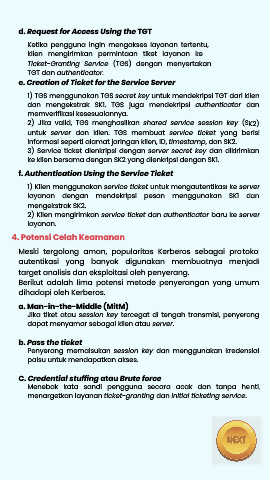 d. Request for Access Using the TGT
Ketika pengguna ingin mengakses layanan tertentu,
klien mengirimkan permintaan tiket layanan ke
Ticket-Granting Service (TGS) dengan menyertakan
TGT dan authenticator.
e. Creation of Ticket for the Service Server
1) TGS menggunakan TGS secret key untuk mendekripsi TGT dari klien
dan mengekstrak SK1. TGS juga mendekripsi authenticator dan
memverifikasi kesesuaiannya.
2) Jika valid, TGS menghasilkan shared service session key (SK2)
untuk server dan klien. TGS membuat service ticket yang berisi
informasi seperti alamat jaringan klien, ID, timestamp, dan SK2.
3) Service ticket dienkripsi dengan server secret key dan dikirimkan
ke klien bersama dengan SK2 yang dienkripsi dengan SK1.
f. Authentication Using the Service Ticket
1) Klien menggunakan service ticket untuk mengautentikasi ke server
layanan dengan mendekripsi pesan menggunakan SK1 dan
mengekstrak SK2.
2) Klien mengirimkan service ticket dan authenticator baru ke server
layanan.
4. Potensi Celah Keamanan
Meski tergolong aman, popularitas Kerberos sebagai protoko
autentikasi yang banyak digunakan membuatnya menjadi
target analisis dan eksploitasi oleh penyerang.
Berikut adalah lima potensi metode penyerangan yang umum
dihadapi oleh Kerberos.
a. Man-in-the-Middle (MitM)
Jika tiket atau session key tercegat di tengah transmisi, penyerang
dapat menyamar sebagai klien atau server.
b. Pass the ticket
Penyerang memalsukan session key dan menggunakan kredensial
palsu untuk mendapatkan akses.
C. Credential stuffing atau Brute force
Menebak kata sandi pengguna secara acak dan tanpa henti,
menargetkan layanan ticket-granting dan initial ticketing service.
NEXT